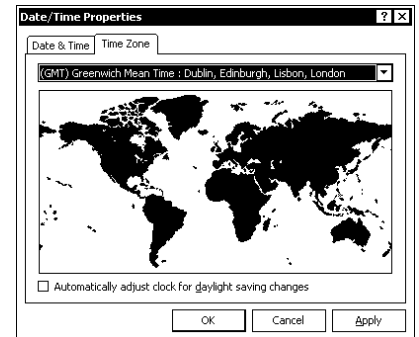 Date/Time Properties
Date & Time Time Zone
(GMT) Greenwich Mean Time : Dublin, Edinburgh, Lisbon, London
Automatically adjust clock for daylight saving changes
OK Cancel Apply